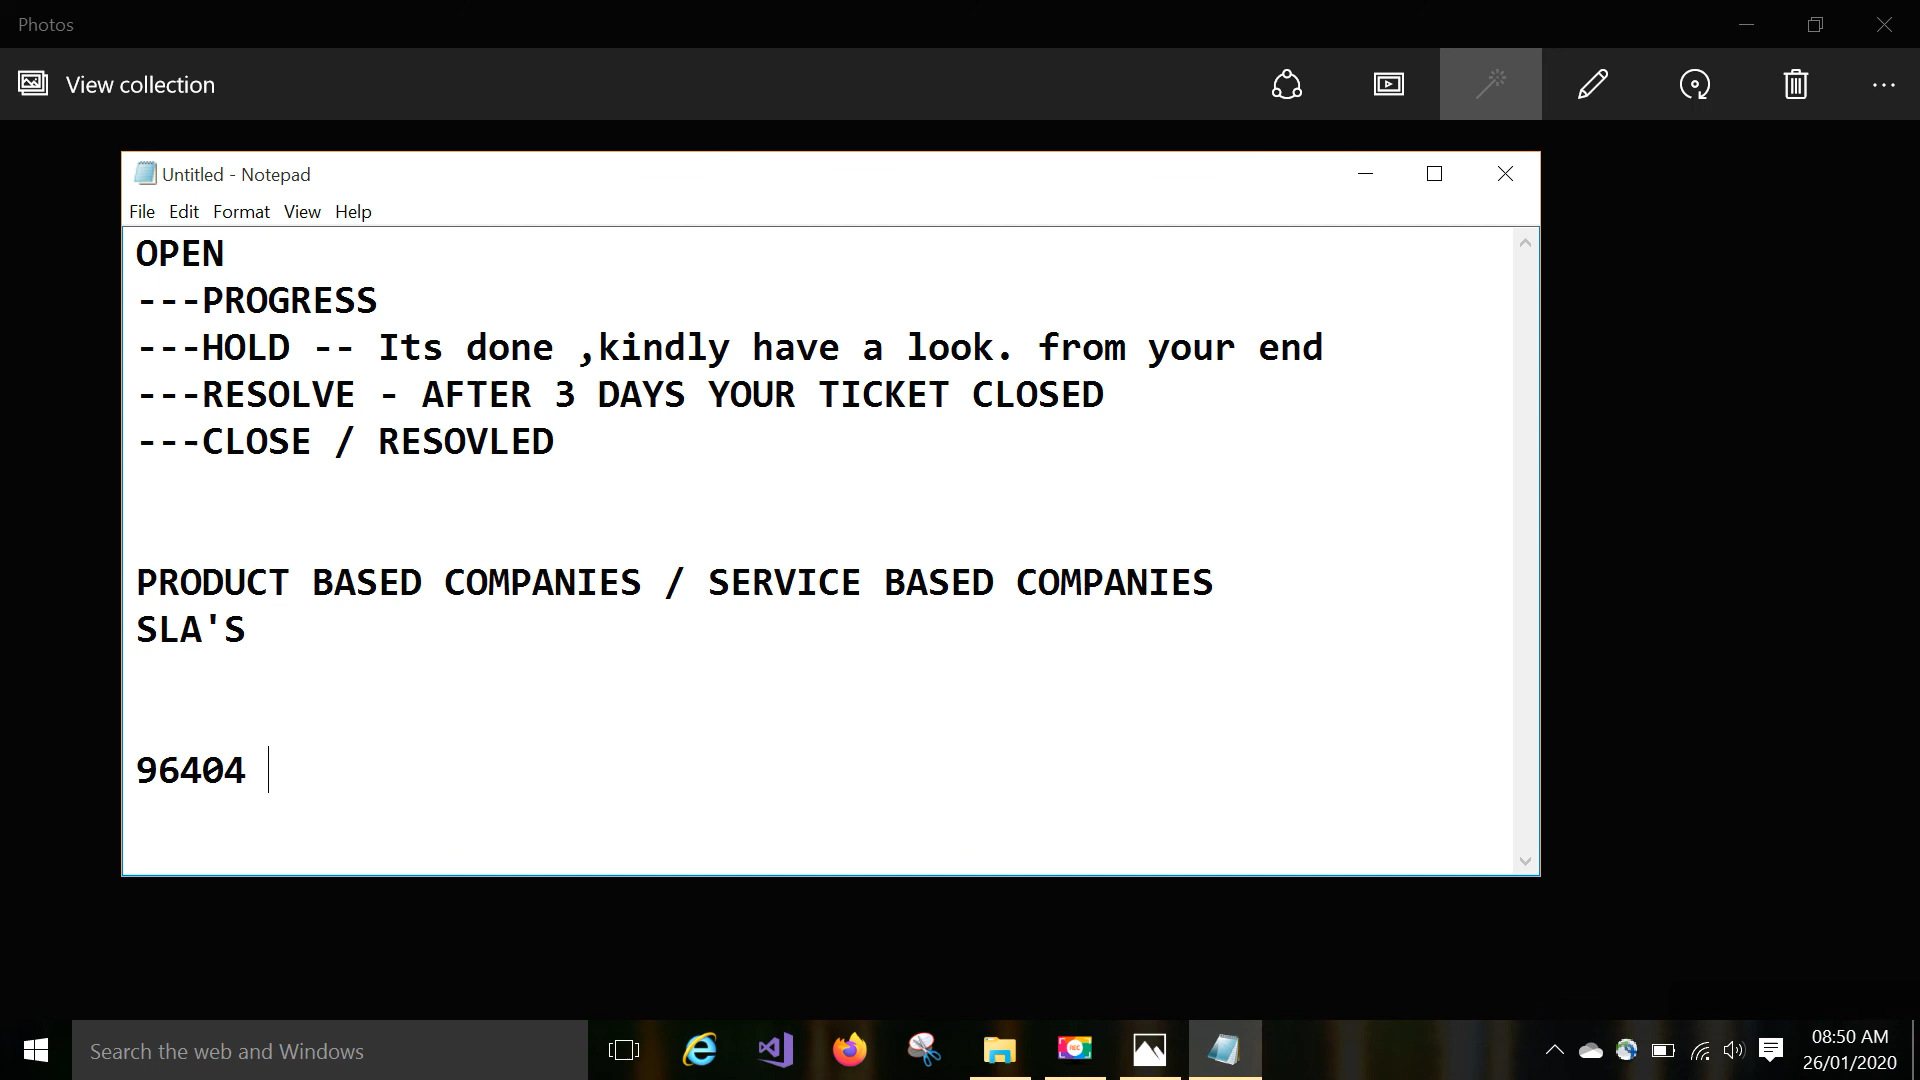 Photos
View collection
Untitled - Notepad
File Edit Format View Help
OPEN
---PROGRESS
---HOLD -- Its done ,kindly have a look. from your end
---RESOLVE - AFTER 3 DAYS YOUR TICKET CLOSED
---CLOSE / RESOVLED
PRODUCT BASED COMPANIES / SERVICE BASED COMPANIES
SLA'S
96404
Search the web and Windows
08:50 AM
26/01/2020